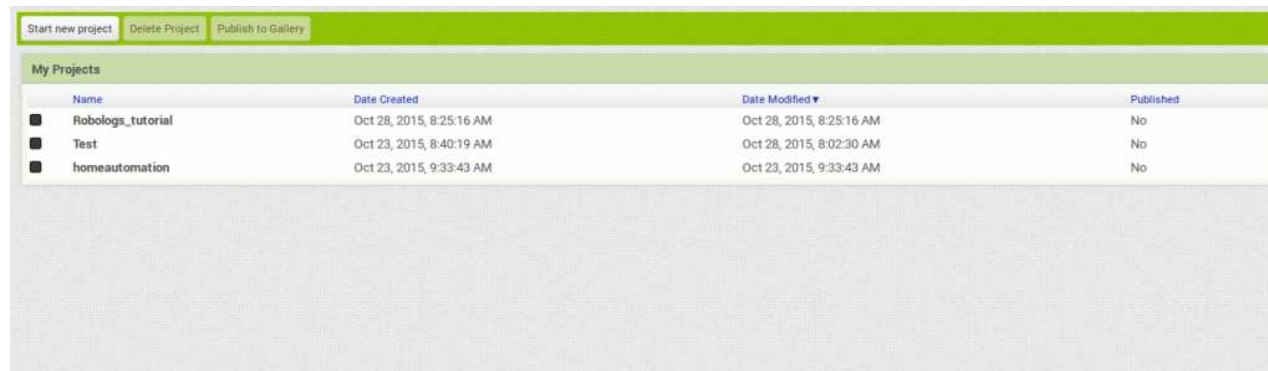 Start new project Delete Project Publish to Gallery
My Projects
Name Date Created Date Modified▼ Published
Robologs_tutorial Oct 28, 2015, 8:25:16 AM Oct 28, 2015, 8:25:16 AM No
Test Oct 23, 2015, 8:40:19 AM Oct 28, 2015, 8:02:30 AM No
homeautomation Oct 23, 2015, 9:33:43 AM Oct 23, 2015, 9:33:43 AM No